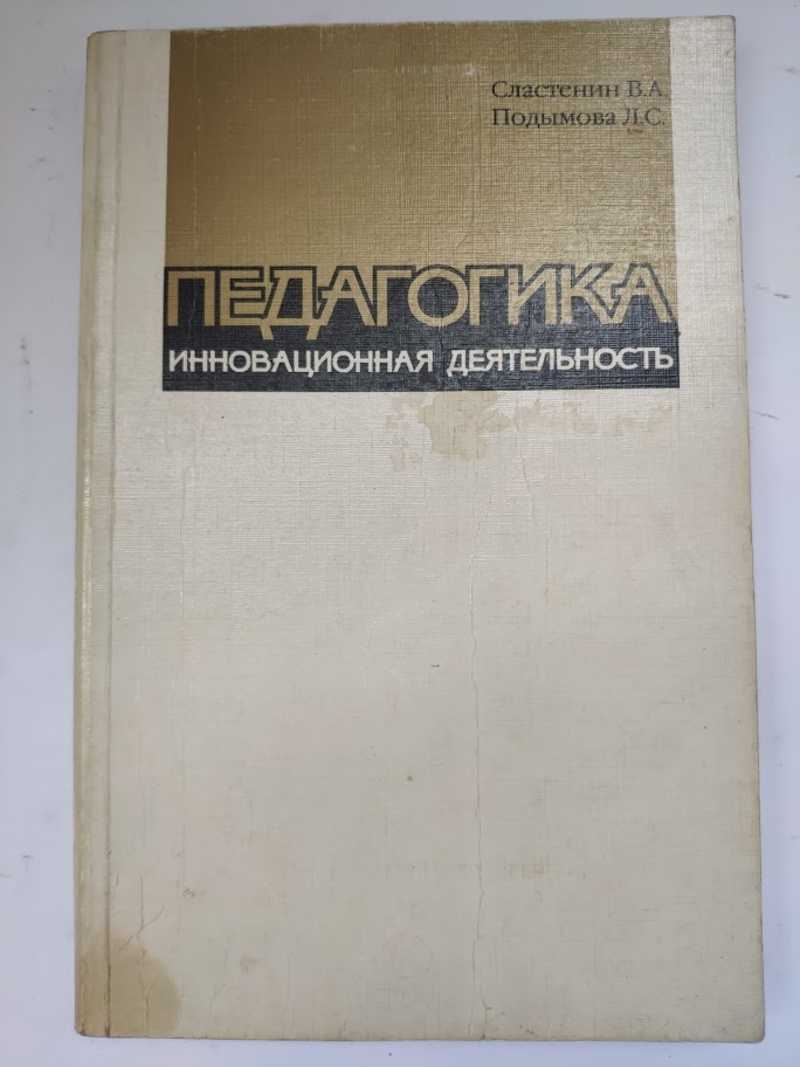 Сластенин В.А.
Подымова Л.С.
ПЕДАГОГИКА
ИННОВАЦИОННАЯ ДЕЯТЕЛЬНОСТЬ